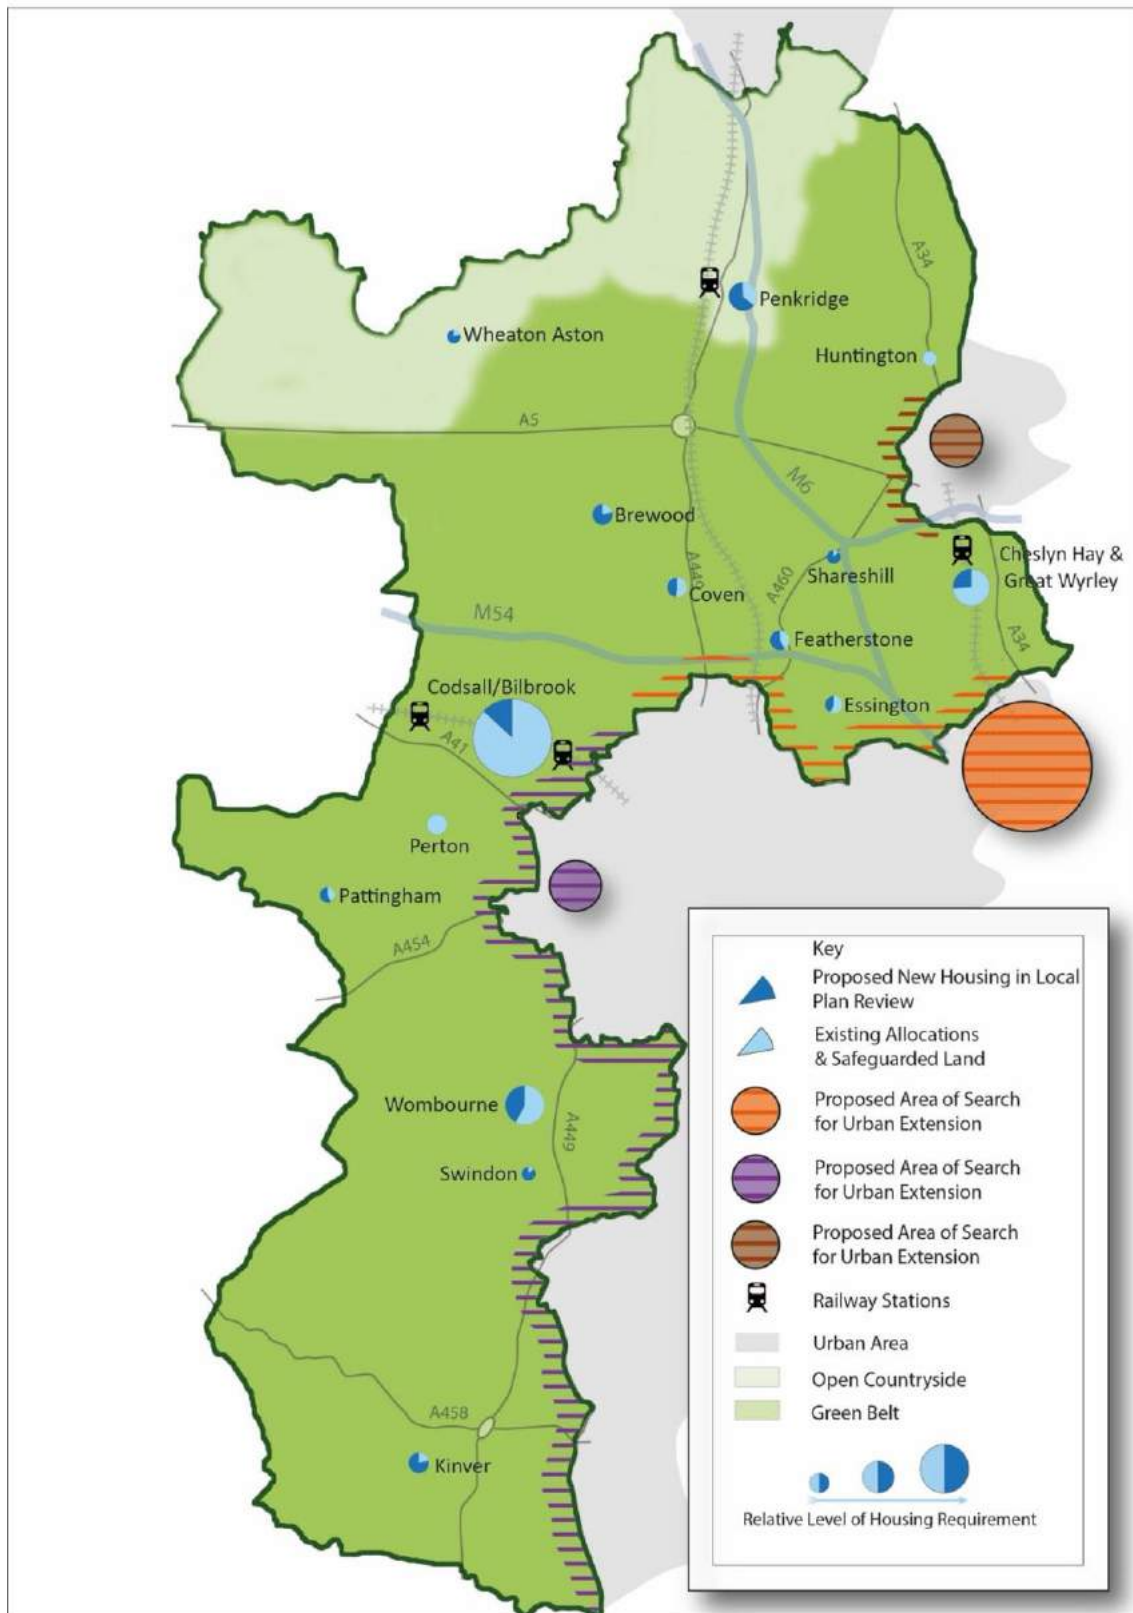 A34
Penkridge
Wheaton Aston
Huntington
A5
M6
Brewood
Cheslyn Hay &
Great Wyrley
Shareshill
A449
Coven
A460
M54
Featherstone
A34
Codsall/Bilbrook
Essington
A41
Perton
Pattingham
A454
Wombourne
A449
Swindon
A458
Kinver
Key
Proposed New Housing in Local
Plan Review
Existing Allocations
& Safeguarded Land
Proposed Area of Search
for Urban Extension
Proposed Area of Search
for Urban Extension
Proposed Area of Search
for Urban Extension
Railway Stations
Urban Area
Open Countryside
Green Belt
Relative Level of Housing Requirement